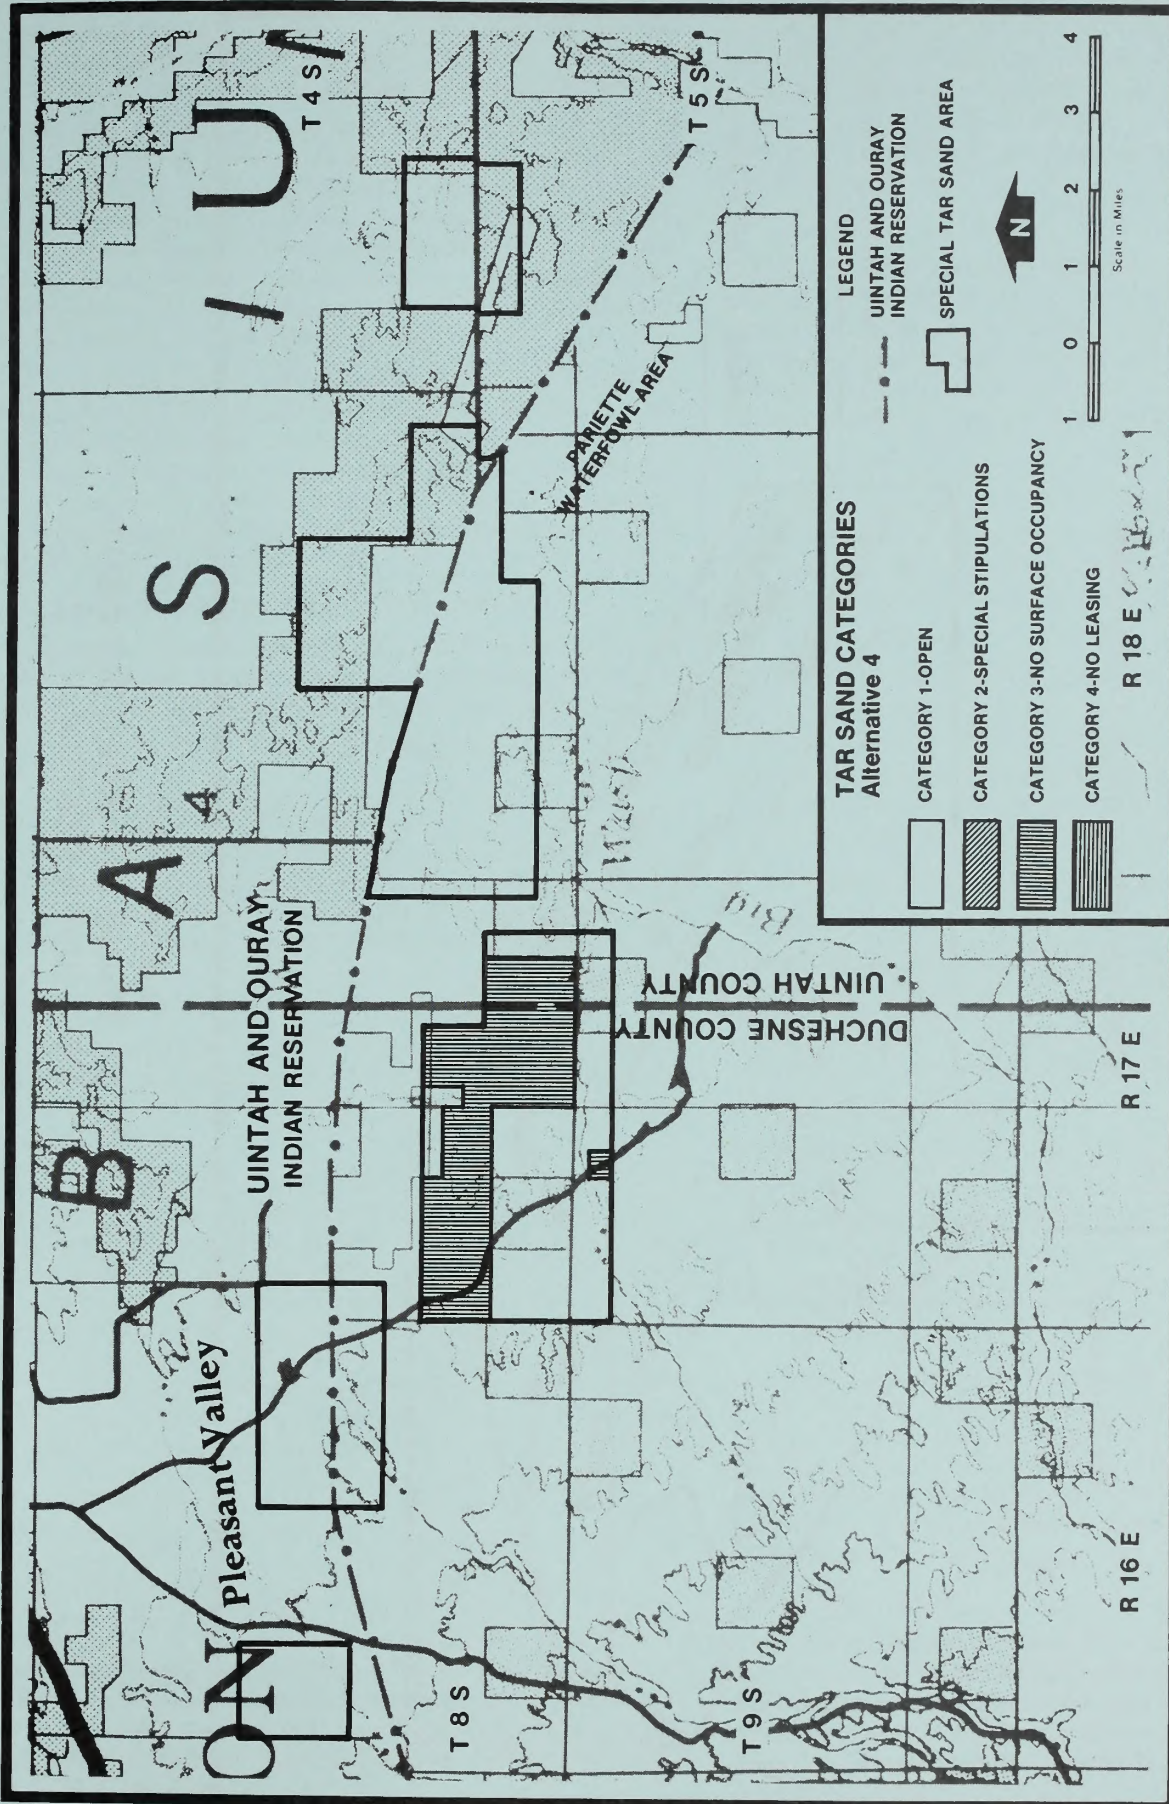 B A S I U
4
T 4 S
UINTAH AND OURAY
INDIAN RESERVATION
Pleasant Valley
ON
T 5 S
PARIETTE
WATERFOWL AREA
UINTAH COUNTY
DUCHESNE COUNTY
Big
Wash
T 8 S
T 9 S
R 16 E
R 17 E
R 18 E
TAR SAND CATEGORIES
Alternative 4
CATEGORY 1-OPEN
CATEGORY 2-SPECIAL STIPULATIONS
CATEGORY 3-NO SURFACE OCCUPANCY
CATEGORY 4-NO LEASING
LEGEND
UINTAH AND OURAY
INDIAN RESERVATION
SPECIAL TAR SAND AREA
N
1 0 1 2 3 4
Scale in Miles